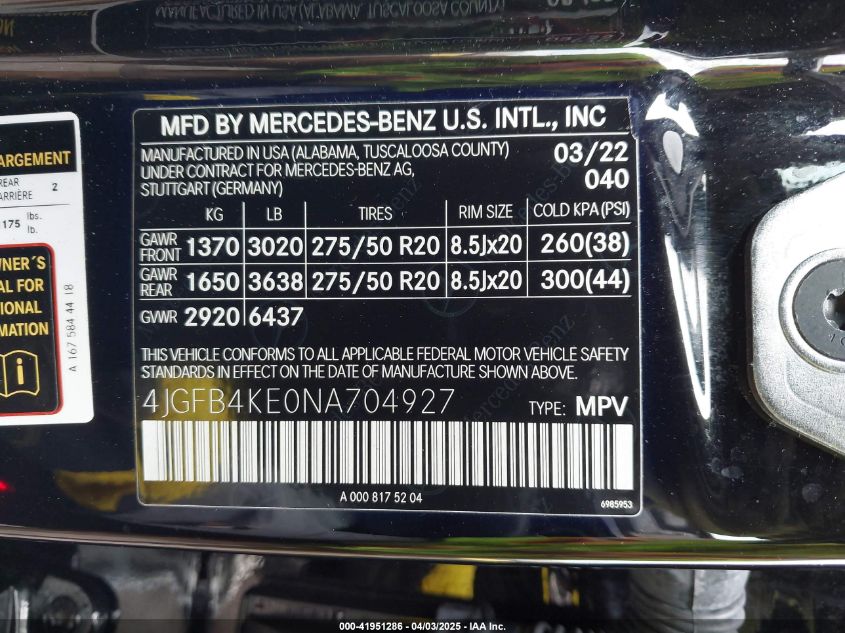 MFD BY MERCEDES-BENZ U.S. INTL., INC
MANUFACTURED IN USA (ALABAMA, TUSCALOOSA COUNTY) 03/22
UNDER CONTRACT FOR MERCEDES-BENZ AG, 040
STUTTGART (GERMANY)
KG LB TIRES RIM SIZE COLD KPA(PSI)
GAWR FRONT 1370 3020 275/50 R20 8.5Jx20 260(38)
GAWR REAR 1650 3638 275/50 R20 8.5Jx20 300(44)
GVWR 2920 6437
THIS VEHICLE CONFORMS TO ALL APPLICABLE FEDERAL MOTOR VEHICLE SAFETY
STANDARDS IN EFFECT ON THE DATE OF MANUFACTURE SHOWN ABOVE.
4JGFB4KE0NA704927 TYPE: MPV
A 000 817 52 04
6985953
ARGEMENT
REAR
ARRIÈRE 2
175 lbs.
lb.
WNER´S
AL FOR
IONAL
RMATION
A 167 584 44 18
000-41951286 - 04/03/2025 - IAA, Inc.